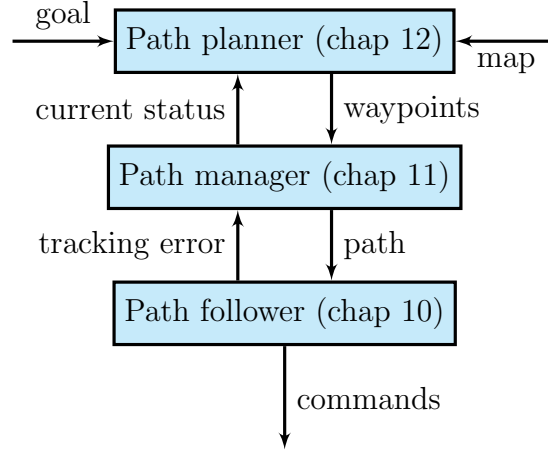 goal
Path planner (chap 12)
map
current status
waypoints
Path manager (chap 11)
tracking error
path
Path follower (chap 10)
commands